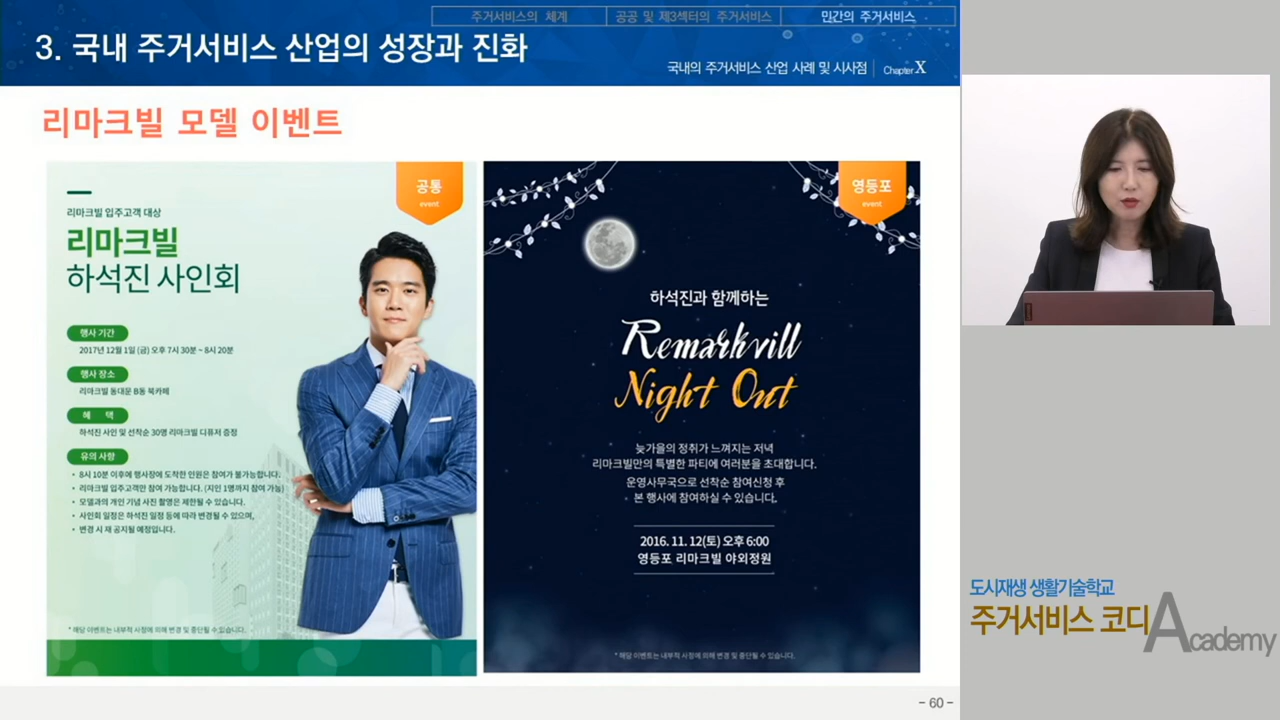 주거서비스의 체계
공공 및 제3섹터의 주거서비스
민간의 주거서비스
3. 국내 주거서비스 산업의 성장과 진화
국내의 주거서비스 산업 사례 및 시사점
Chapter X
리마크빌 모델 이벤트
공통
event
리마크빌 입주고객 대상
리마크빌
하석진 사인회
행사 기간
2017년 12월 1일 (금) 오후 7시 30분 ~ 8시 20분
행사 장소
리마크빌 동대문 B동 북카페
혜 택
하석진 사인 및 선착순 30명 리마크빌 디퓨저 증정
유의 사항
• 8시 10분 이후에 행사장에 도착한 인원은 참여가 불가능합니다.
• 리마크빌 입주고객만 참여 가능합니다. (지인 1명까지 참여 가능)
• 모델과의 개인 기념 사진 촬영은 제한될 수 있습니다.
• 사인회 일정은 하석진 일정 등에 따라 변경될 수 있으며,
• 변경 시 재 공지될 예정입니다.
* 해당 이벤트는 내부적 사정에 의해 변경 및 중단될 수 있습니다.
영등포
event
하석진과 함께하는
Remarkvill
Night Out
늦가을의 정취가 느껴지는 저녁
리마크빌만의 특별한 파티에 여러분을 초대합니다.
운영사무국으로 선착순 참여신청 후
본 행사에 참여하실 수 있습니다.
2016. 11. 12(토) 오후 6:00
영등포 리마크빌 야외정원
* 해당 이벤트는 내부적 사정에 의해 변경 및 중단될 수 있습니다.
- 60 -
도시재생 생활기술학교
주거서비스 코디
Academy